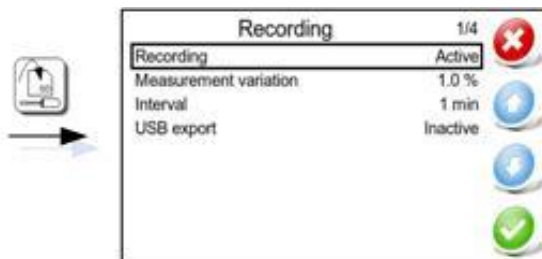 Recording 1/4
Recording Active
Measurement variation 1.0 %
Interval 1 min
USB export Inactive